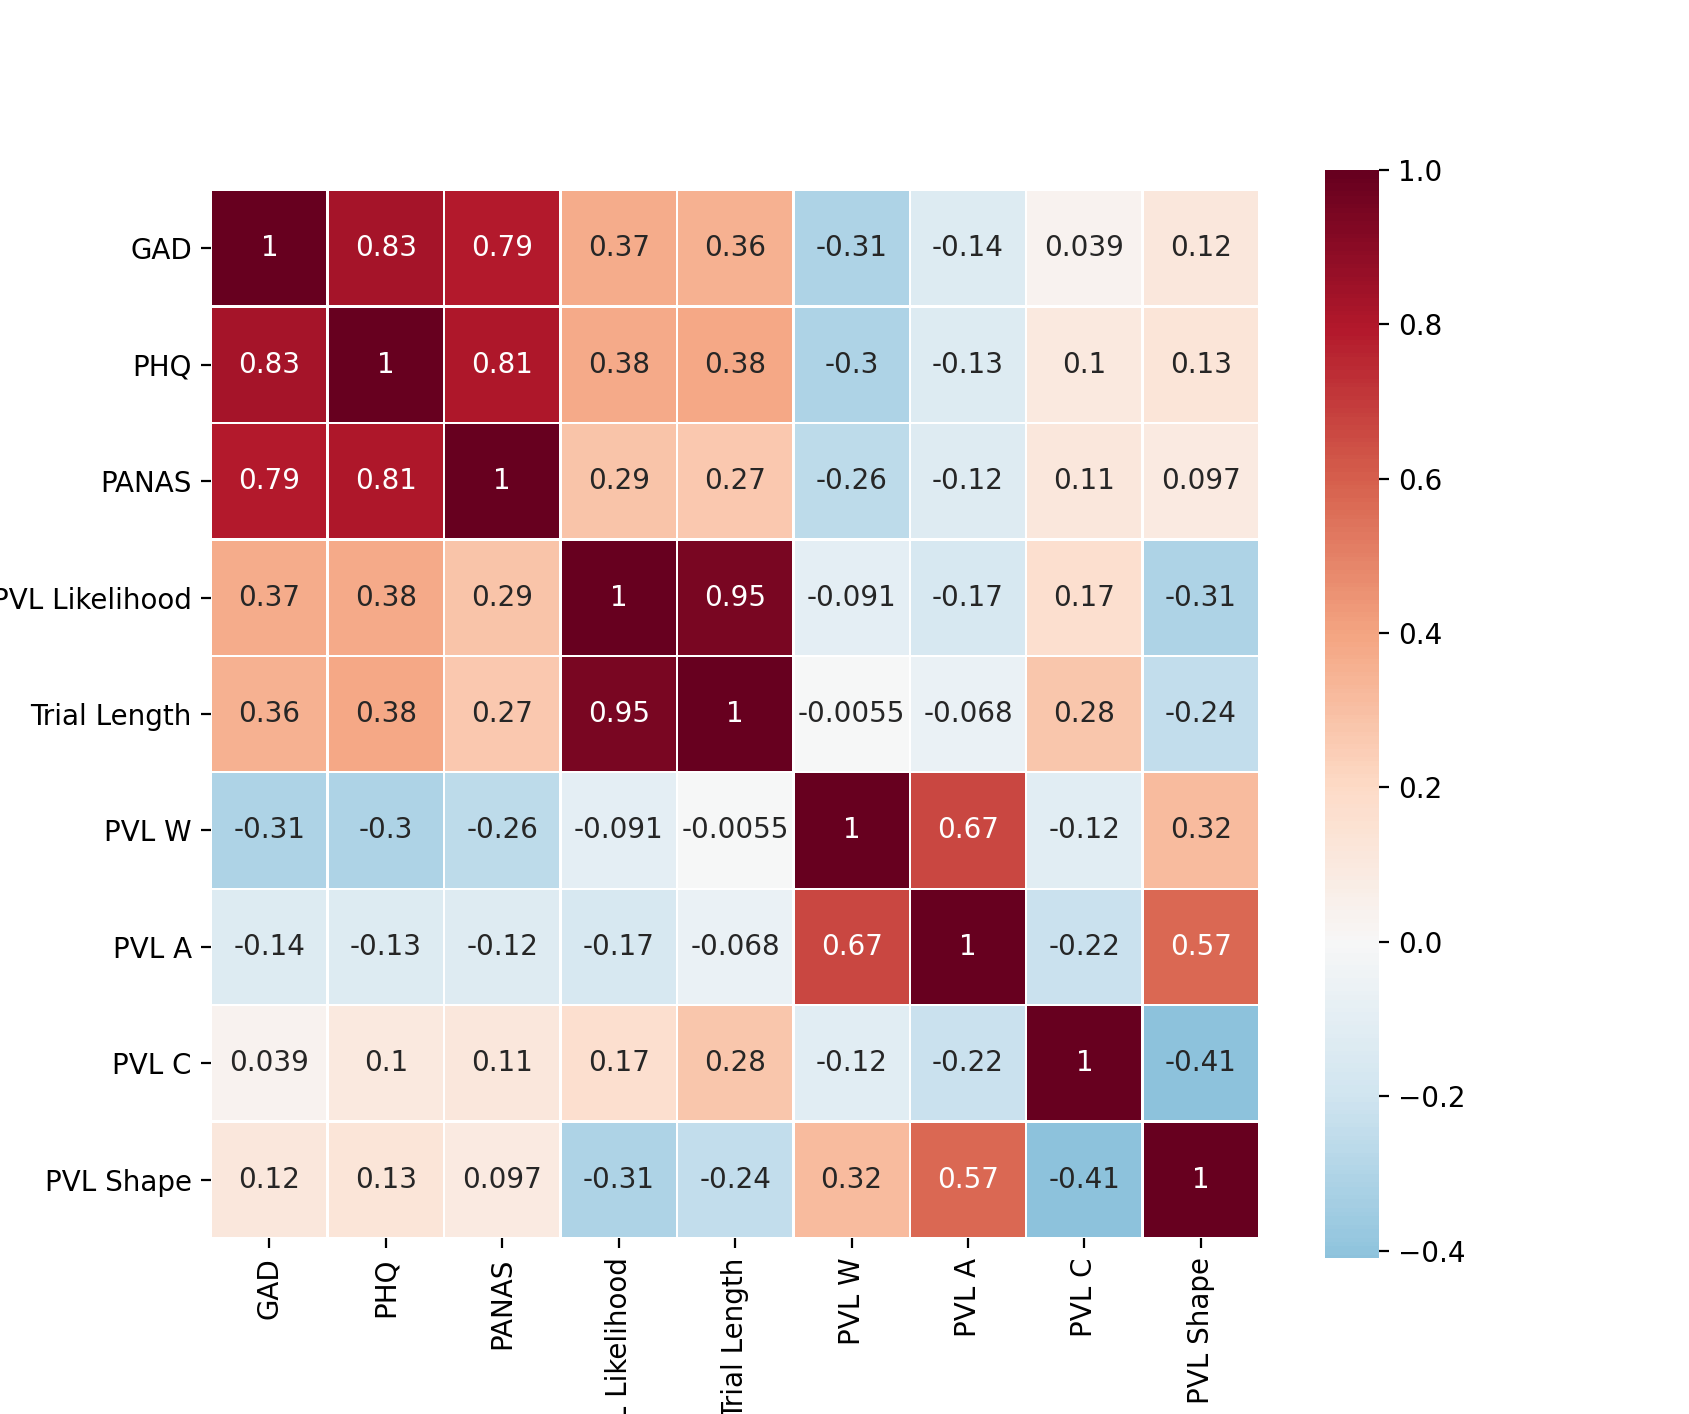 GAD 1 0.83 0.79 0.37 0.36 -0.31 -0.14 0.039 0.12
PHQ 0.83 1 0.81 0.38 0.38 -0.3 -0.13 0.1 0.13
PANAS 0.79 0.81 1 0.29 0.27 -0.26 -0.12 0.11 0.097
PVL Likelihood 0.37 0.38 0.29 1 0.95 -0.091 -0.17 0.17 -0.31
Trial Length 0.36 0.38 0.27 0.95 1 -0.0055 -0.068 0.28 -0.24
PVL W -0.31 -0.3 -0.26 -0.091 -0.0055 1 0.67 -0.12 0.32
PVL A -0.14 -0.13 -0.12 -0.17 -0.068 0.67 1 -0.22 0.57
PVL C 0.039 0.1 0.11 0.17 0.28 -0.12 -0.22 1 -0.41
PVL Shape 0.12 0.13 0.097 -0.31 -0.24 0.32 0.57 -0.41 1
GAD
PHQ
PANAS
Likelihood
Trial Length
PVL W
PVL A
PVL C
PVL Shape
1.0
0.8
0.6
0.4
0.2
0.0
−0.2
−0.4